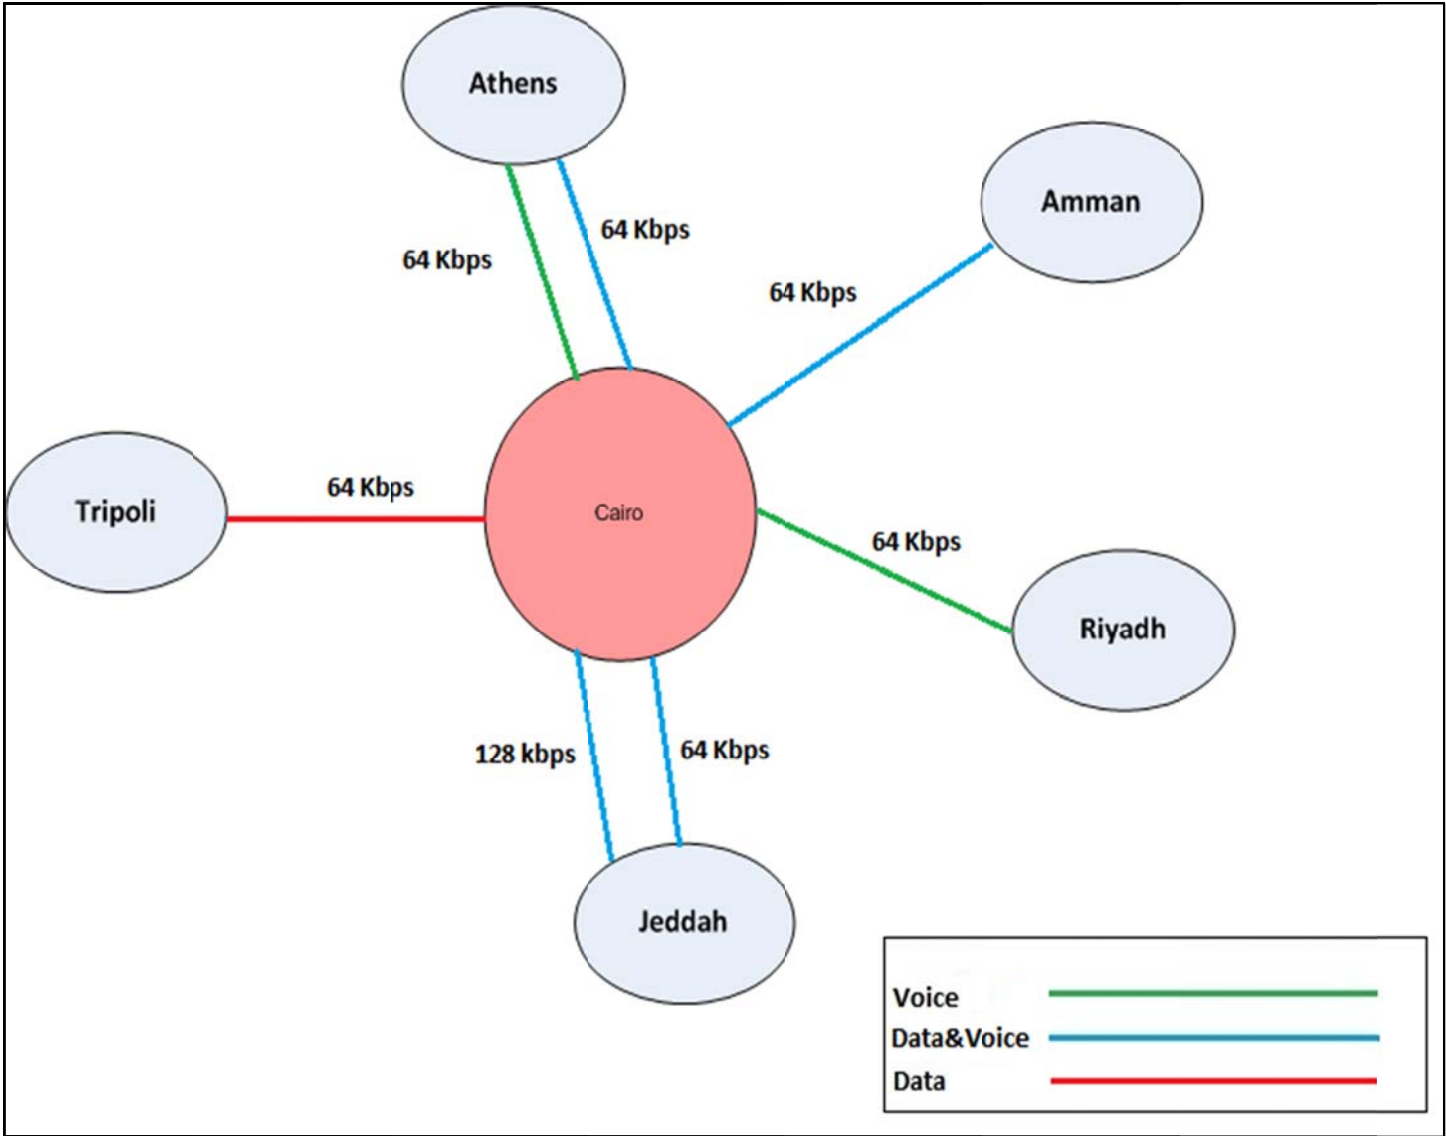 Athens
Amman
64 Kbps
64 Kbps
64 Kbps
Tripoli
64 Kbps
Cairo
64 Kbps
Riyadh
128 kbps
64 Kbps
Jeddah
Voice
Data&Voice
Data